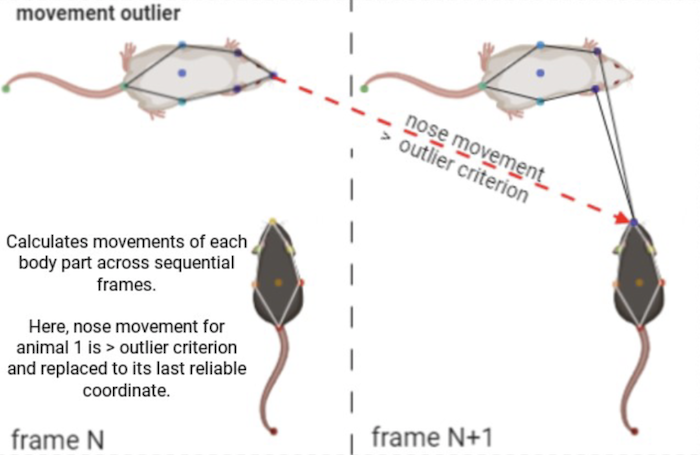 movement outlier
nose movement
> outlier criterion
Calculates movements of each
body part across sequential
frames.
Here, nose movement for
animal 1 is > outlier criterion
and replaced to its last reliable
coordinate.
frame N
frame N+1